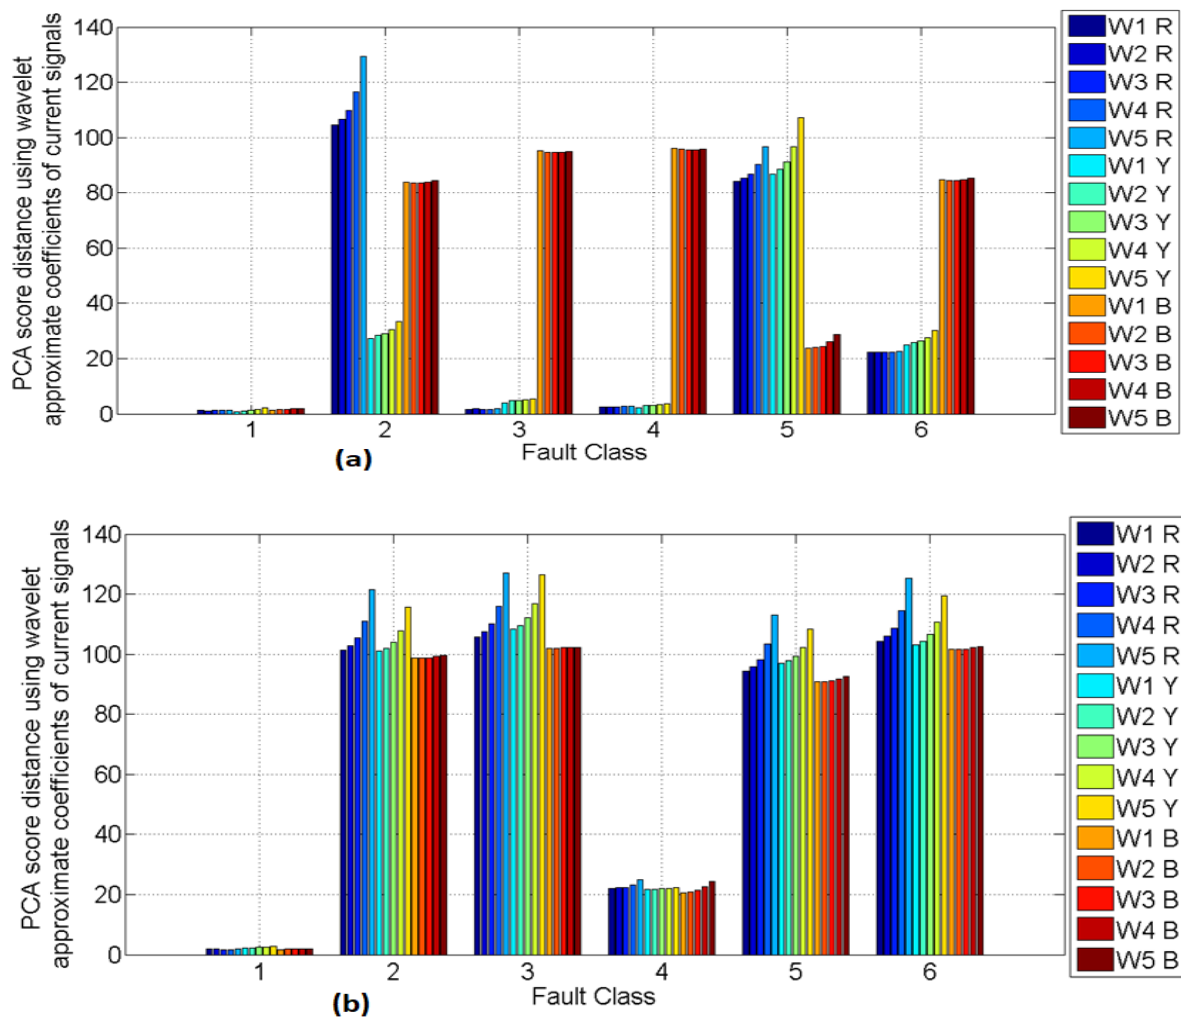 PCA score distance using wavelet
approximate coefficients of current signals
140
120
100
80
60
40
20
0
1 2 3 4 5 6
Fault Class
(a)
W1 R
W2 R
W3 R
W4 R
W5 R
W1 Y
W2 Y
W3 Y
W4 Y
W5 Y
W1 B
W2 B
W3 B
W4 B
W5 B
PCA score distance using wavelet
approximate coefficients of current signals
140
120
100
80
60
40
20
0
1 2 3 4 5 6
Fault Class
(b)
W1 R
W2 R
W3 R
W4 R
W5 R
W1 Y
W2 Y
W3 Y
W4 Y
W5 Y
W1 B
W2 B
W3 B
W4 B
W5 B